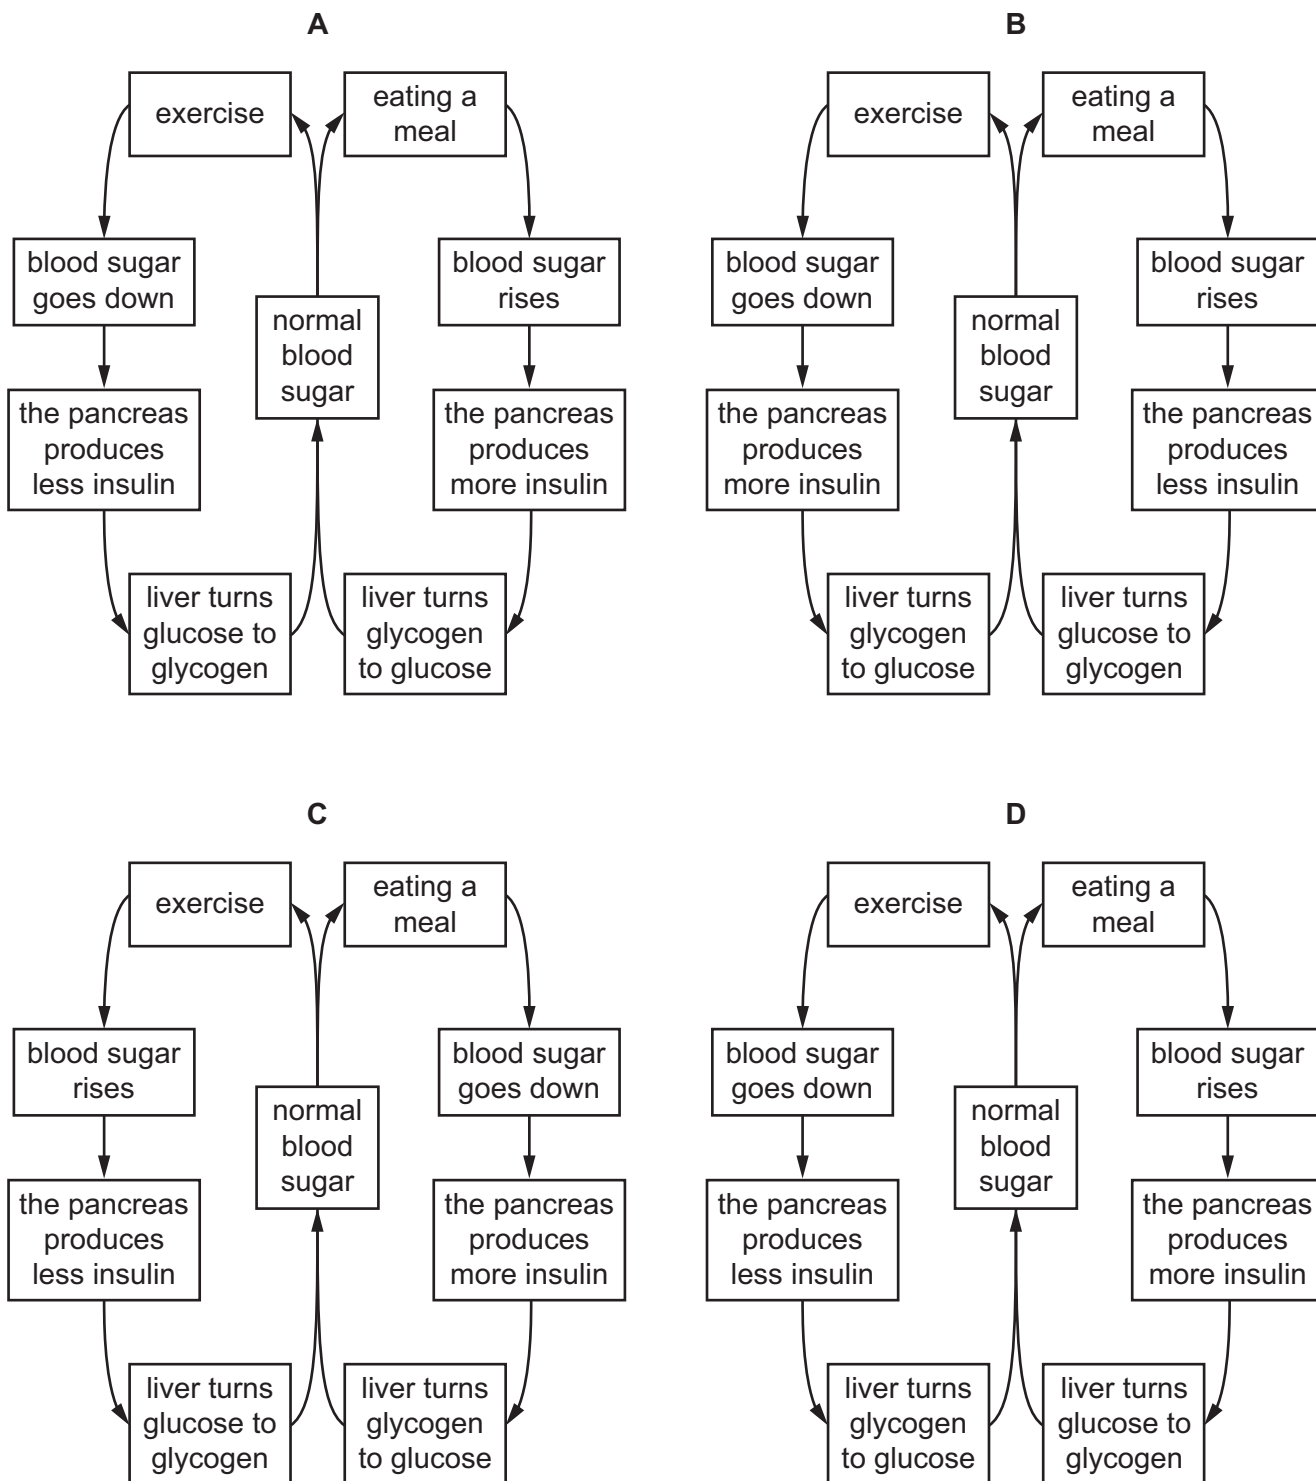 A
exercise
eating a
meal
blood sugar
goes down
blood sugar
rises
normal
blood
sugar
the pancreas
produces
less insulin
the pancreas
produces
more insulin
liver turns
glucose to
glycogen
liver turns
glycogen
to glucose
B
exercise
eating a
meal
blood sugar
goes down
blood sugar
rises
normal
blood
sugar
the pancreas
produces
more insulin
the pancreas
produces
less insulin
liver turns
glycogen
to glucose
liver turns
glucose to
glycogen
C
exercise
eating a
meal
blood sugar
rises
blood sugar
goes down
normal
blood
sugar
the pancreas
produces
less insulin
the pancreas
produces
more insulin
liver turns
glucose to
glycogen
liver turns
glycogen
to glucose
D
exercise
eating a
meal
blood sugar
goes down
blood sugar
rises
normal
blood
sugar
the pancreas
produces
less insulin
the pancreas
produces
more insulin
liver turns
glycogen
to glucose
liver turns
glucose to
glycogen